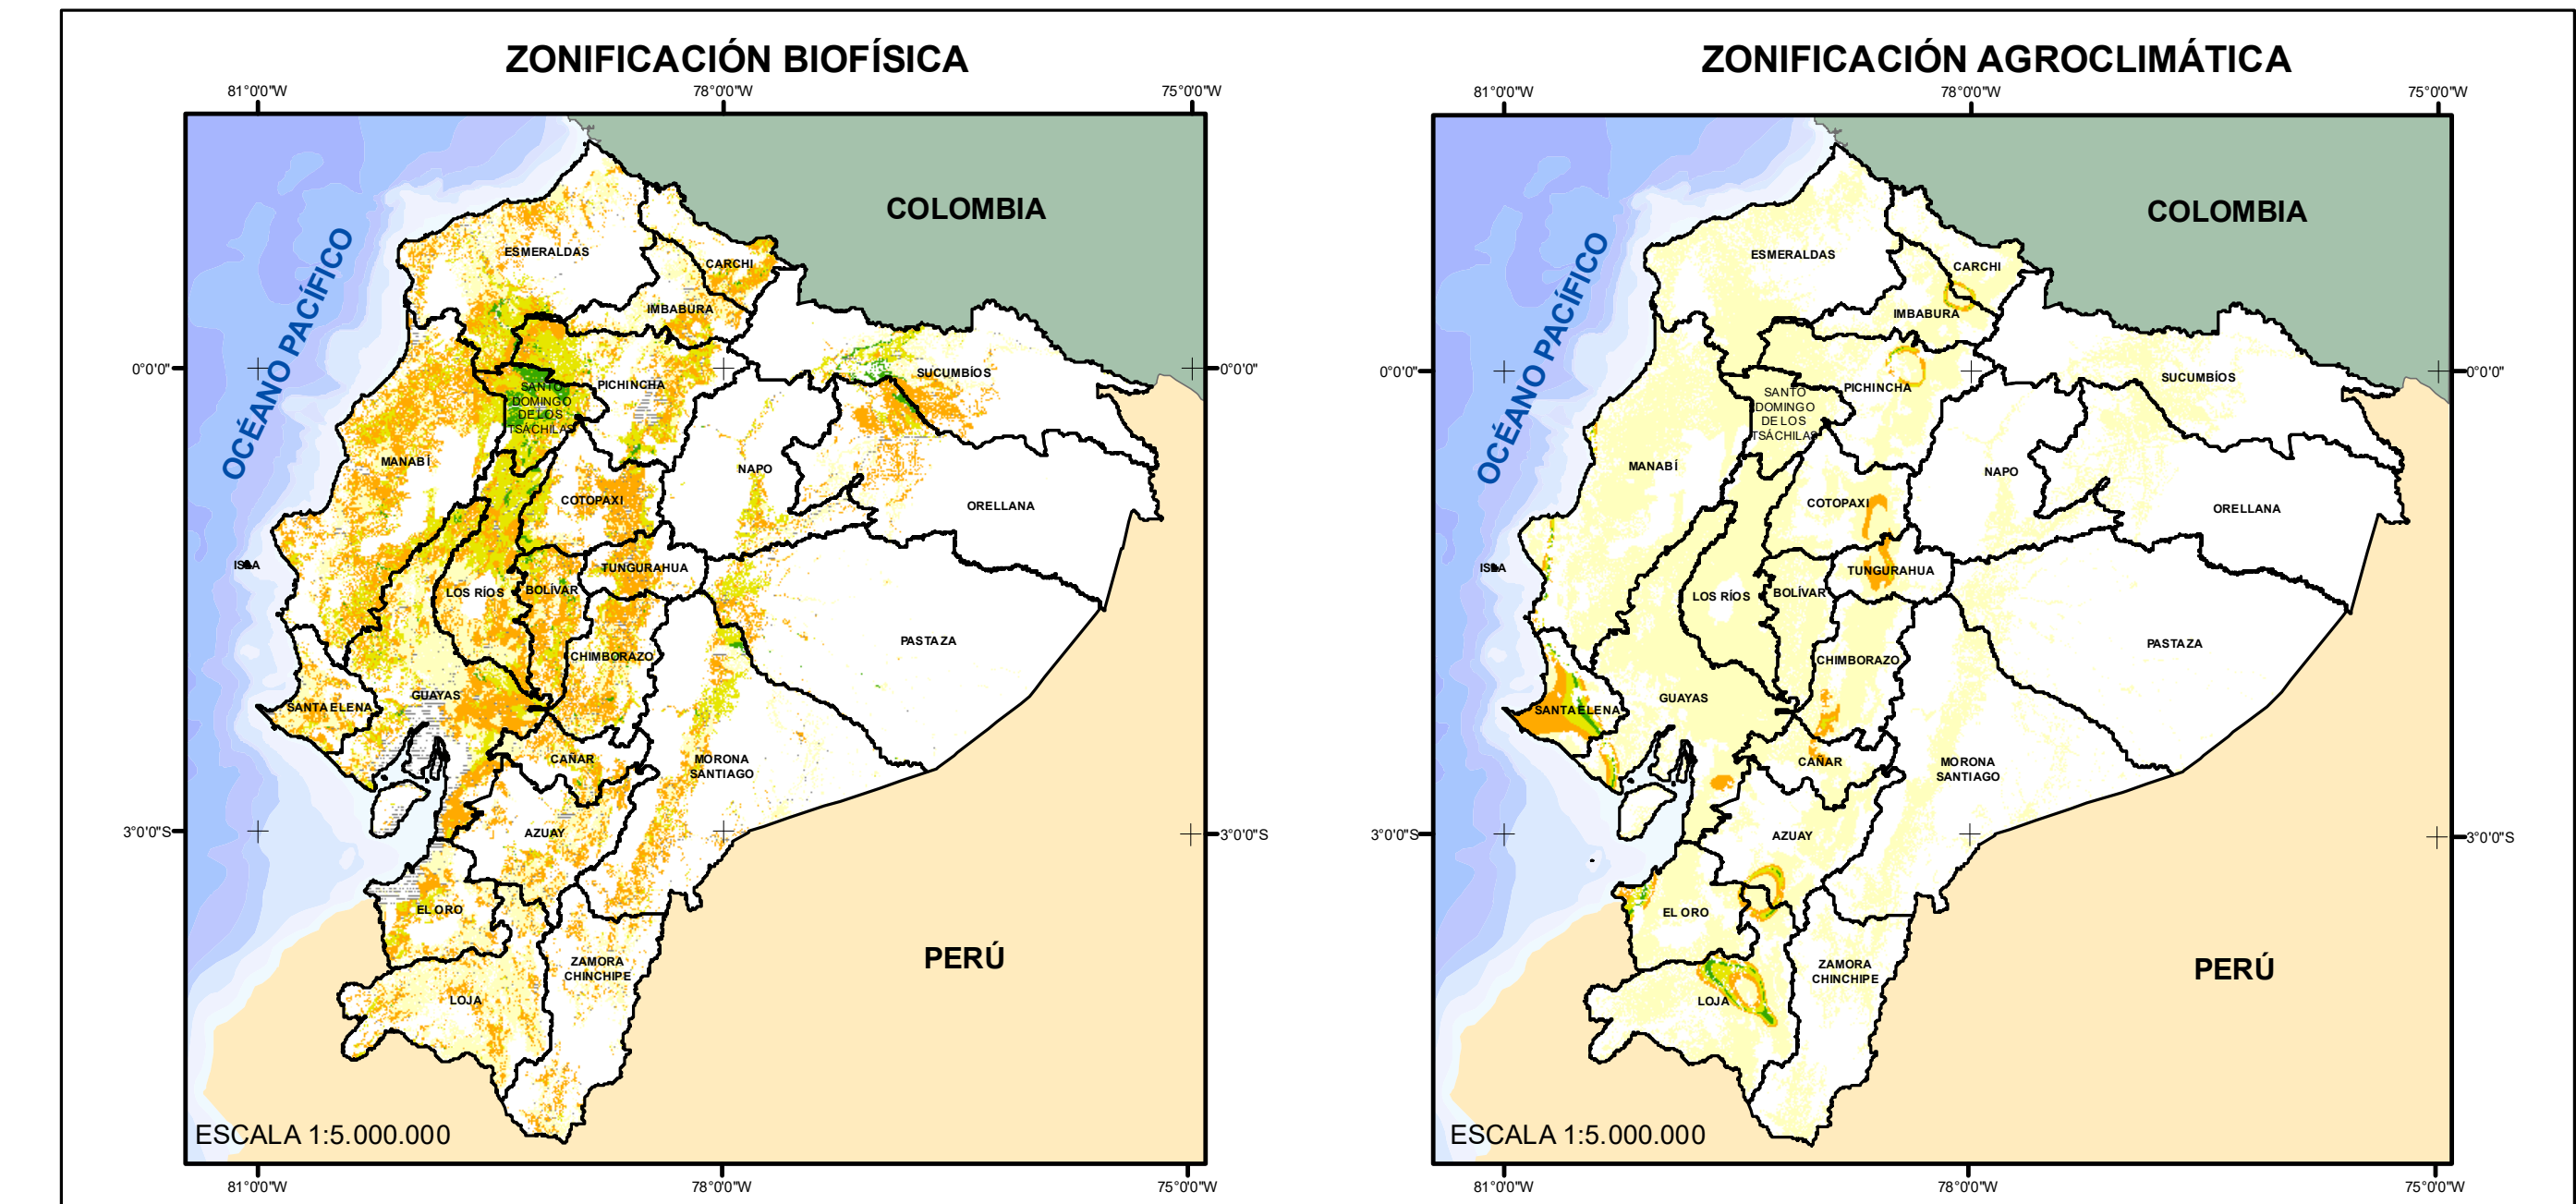 ZONIFICACIÓN BIOFÍSICA
81°0'0"W
78°0'0"W
75°0'0"W
COLOMBIA
OCÉANO PACÍFICO
ESMERALDAS
CARCHI
IMBABURA
0°0'0"
0°0'0"
SUCUMBÍOS
PICHINCHA
SANTO
DOMINGO
DE LOS
TSÁCHILAS
MANABÍ
NAPO
COTOPAXI
ORELLANA
ISLA
TUNGURAHUA
LOS RÍOS
BOLÍVAR
PASTAZA
CHIMBORAZO
GUAYAS
SANTA ELENA
CAÑAR
MORONA
SANTIAGO
3°0'0"S
AZUAY
3°0'0"S
EL ORO
PERÚ
ZAMORA
CHINCHIPE
LOJA
ESCALA 1:5.000.000
81°0'0"W
78°0'0"W
75°0'0"W
ZONIFICACIÓN AGROCLIMÁTICA
81°0'0"W
78°0'0"W
75°0'0"W
COLOMBIA
OCÉANO PACÍFICO
ESMERALDAS
CARCHI
IMBABURA
0°0'0"
0°0'0"
SUCUMBÍOS
PICHINCHA
SANTO
DOMINGO
DE LOS
TSÁCHILAS
MANABÍ
NAPO
COTOPAXI
ORELLANA
ISLA
TUNGURAHUA
LOS RÍOS
BOLÍVAR
PASTAZA
CHIMBORAZO
GUAYAS
SANTA ELENA
CAÑAR
MORONA
SANTIAGO
3°0'0"S
AZUAY
3°0'0"S
EL ORO
PERÚ
ZAMORA
CHINCHIPE
LOJA
ESCALA 1:5.000.000
81°0'0"W
78°0'0"W
75°0'0"W